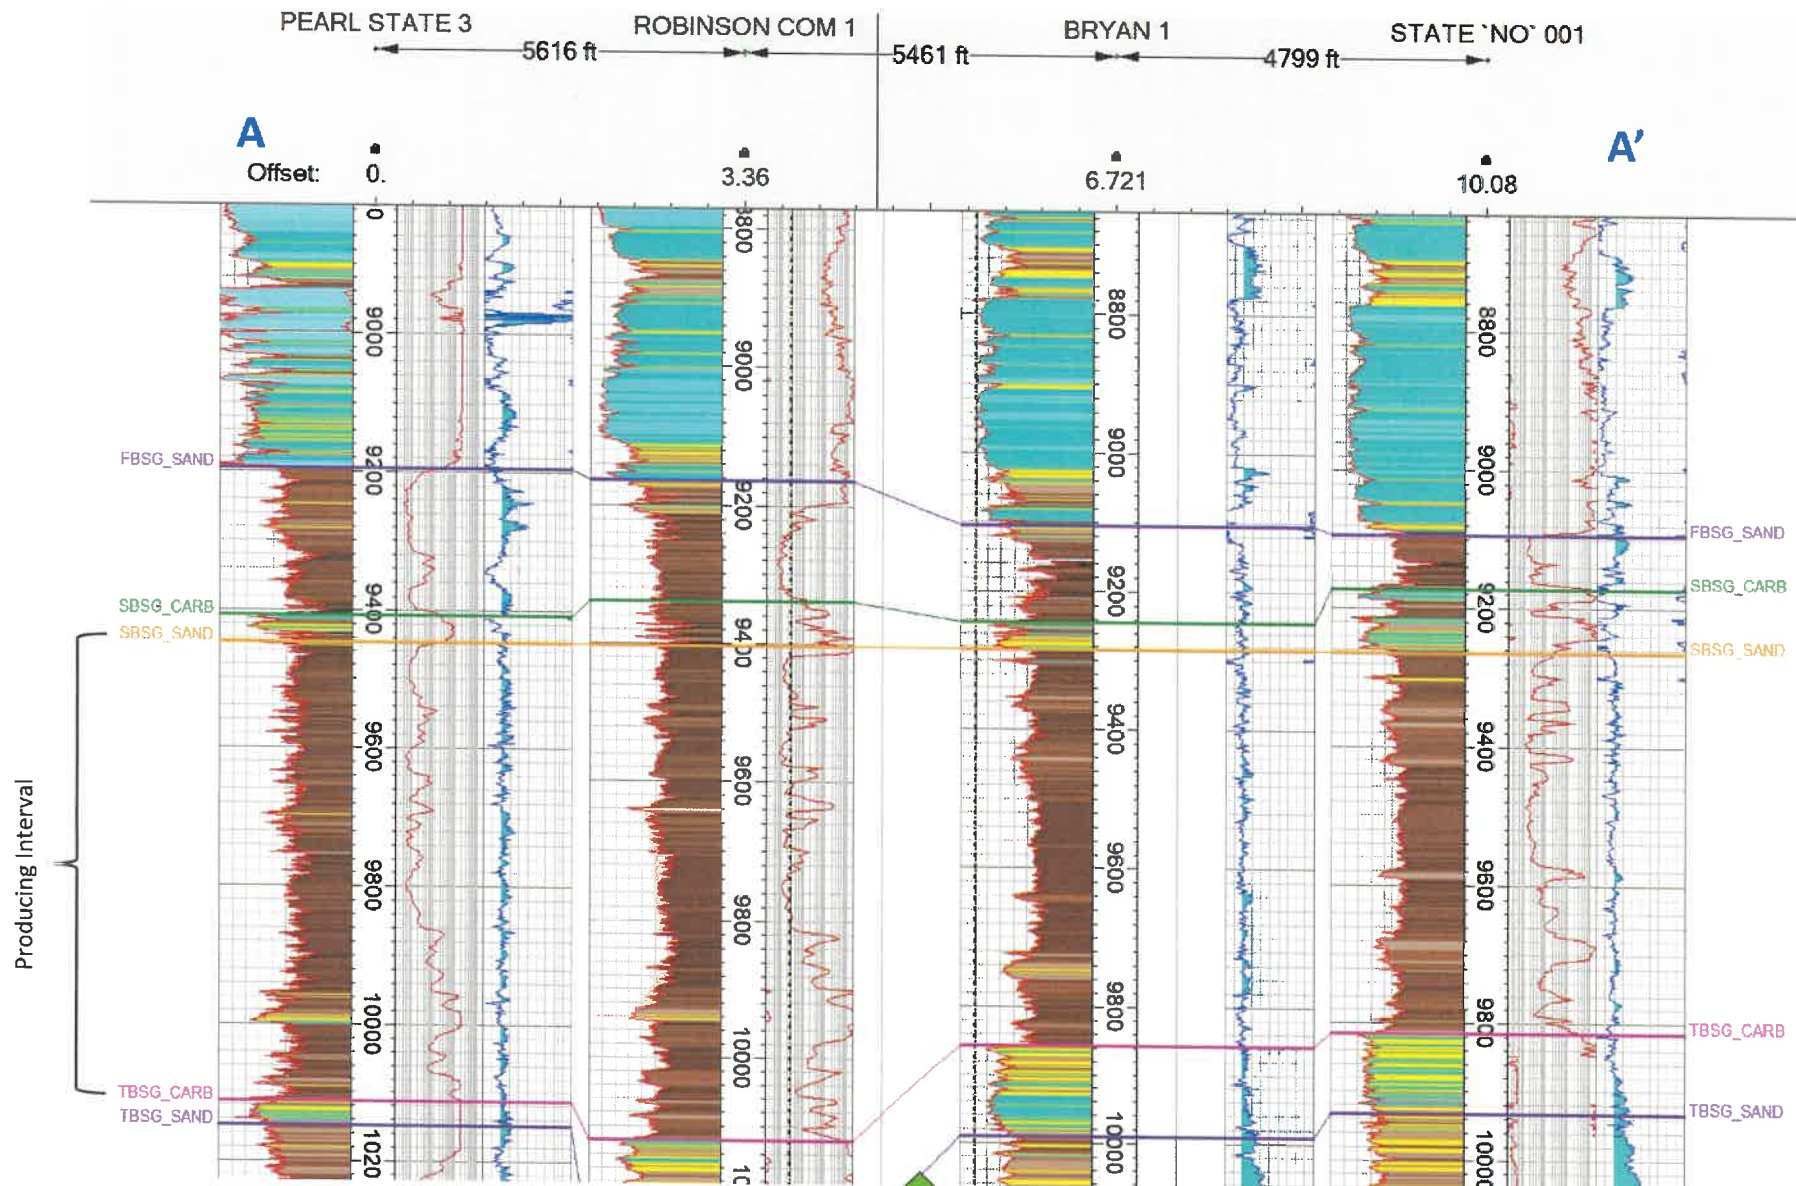 PEARL STATE 3
ROBINSON COM 1
BRYAN 1
STATE `NO` 001
5616 ft
5461 ft
4799 ft
A
A'
Offset:
0.
3.36
6.721
10.08
0
9000
9200
9400
9600
9800
10000
1020
8800
9000
9200
9400
9600
9800
10000
10
8800
9000
9200
9400
9600
9800
10000
8800
9000
9200
9400
9600
9800
10000
FBSG_SAND
SBSG_CARB
SBSG_SAND
TBSG_CARB
TBSG_SAND
FBSG_SAND
SBSG_CARB
SBSG_SAND
TBSG_CARB
TBSG_SAND
Producing Interval